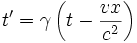 t′ = γ (t − vx/c²)